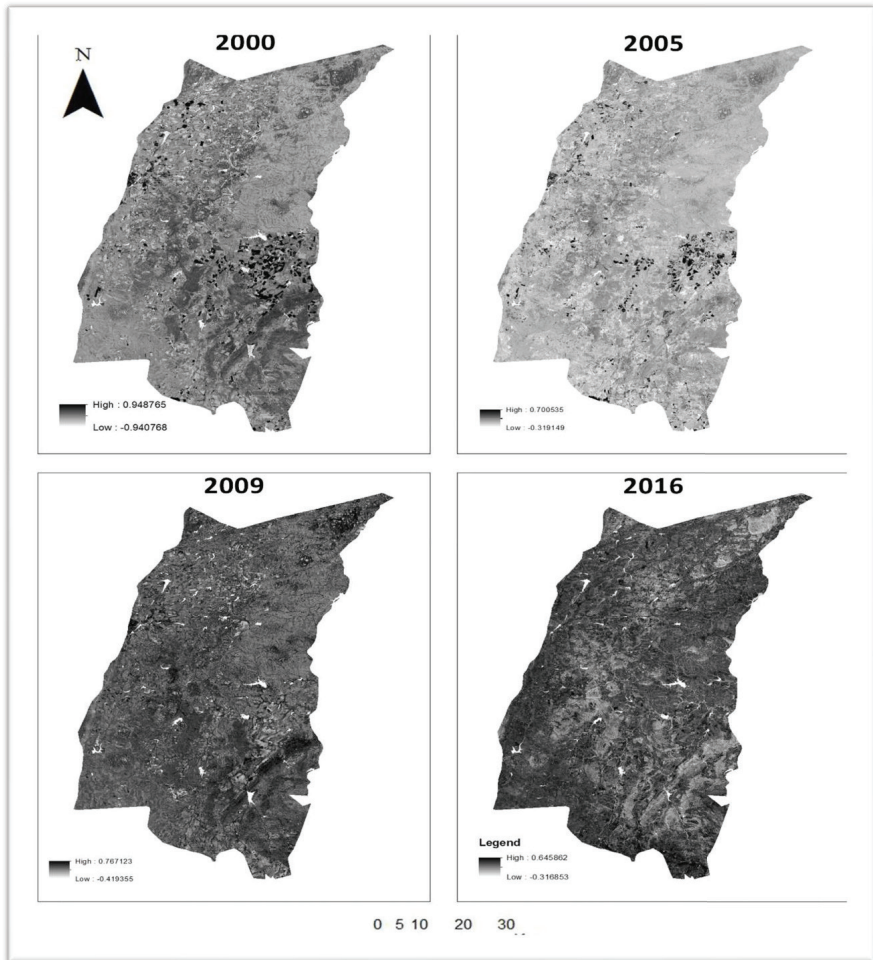 2000
2005
N
High : 0.948765
Low : -0.940768
High : 0.700535
Low : -0.319149
2009
2016
High : 0.767123
Low : -0.419355
Legend
High : 0.645862
Low : -0.316853
0 5 10 20 30